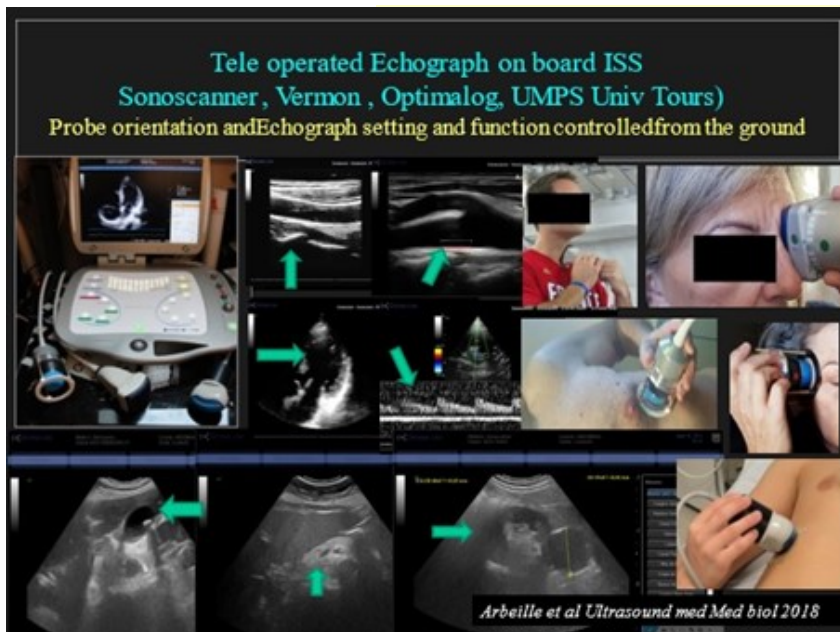 Tele operated Echograph on board ISS
Sonoscanner, Vermon , Optimalog, UMPS Univ Tours)
Probe orientation andEchograph setting and function controlledfrom the ground
Arbeille et al Ultrasound med Med biol 2018